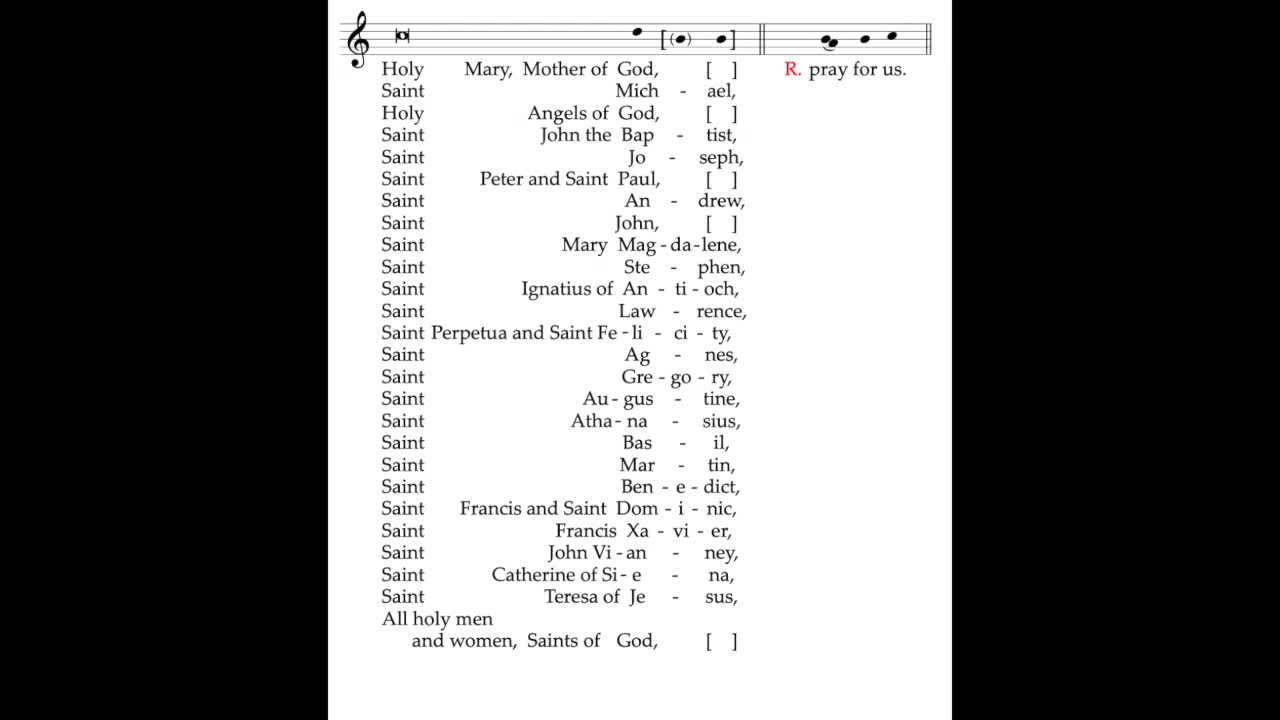 Holy Mary, Mother of God, [ ] R. pray for us.
Saint Mich - ael,
Holy Angels of God, [ ]
Saint John the Bap - tist,
Saint Jo - seph,
Saint Peter and Saint Paul, [ ]
Saint An - drew,
Saint John, [ ]
Saint Mary Mag - da - lene,
Saint Ste - phen,
Saint Ignatius of An - ti - och,
Saint Law - rence,
Saint Perpetua and Saint Fe - li - ci - ty,
Saint Ag - nes,
Saint Gre - go - ry,
Saint Au - gus - tine,
Saint Atha - na - sius,
Saint Bas - il,
Saint Mar - tin,
Saint Ben - e - dict,
Saint Francis and Saint Dom - i - nic,
Saint Francis Xa - vi - er,
Saint John Vi - an - ney,
Saint Catherine of Si - e - na,
Saint Teresa of Je - sus,
All holy men
and women, Saints of God, [ ]